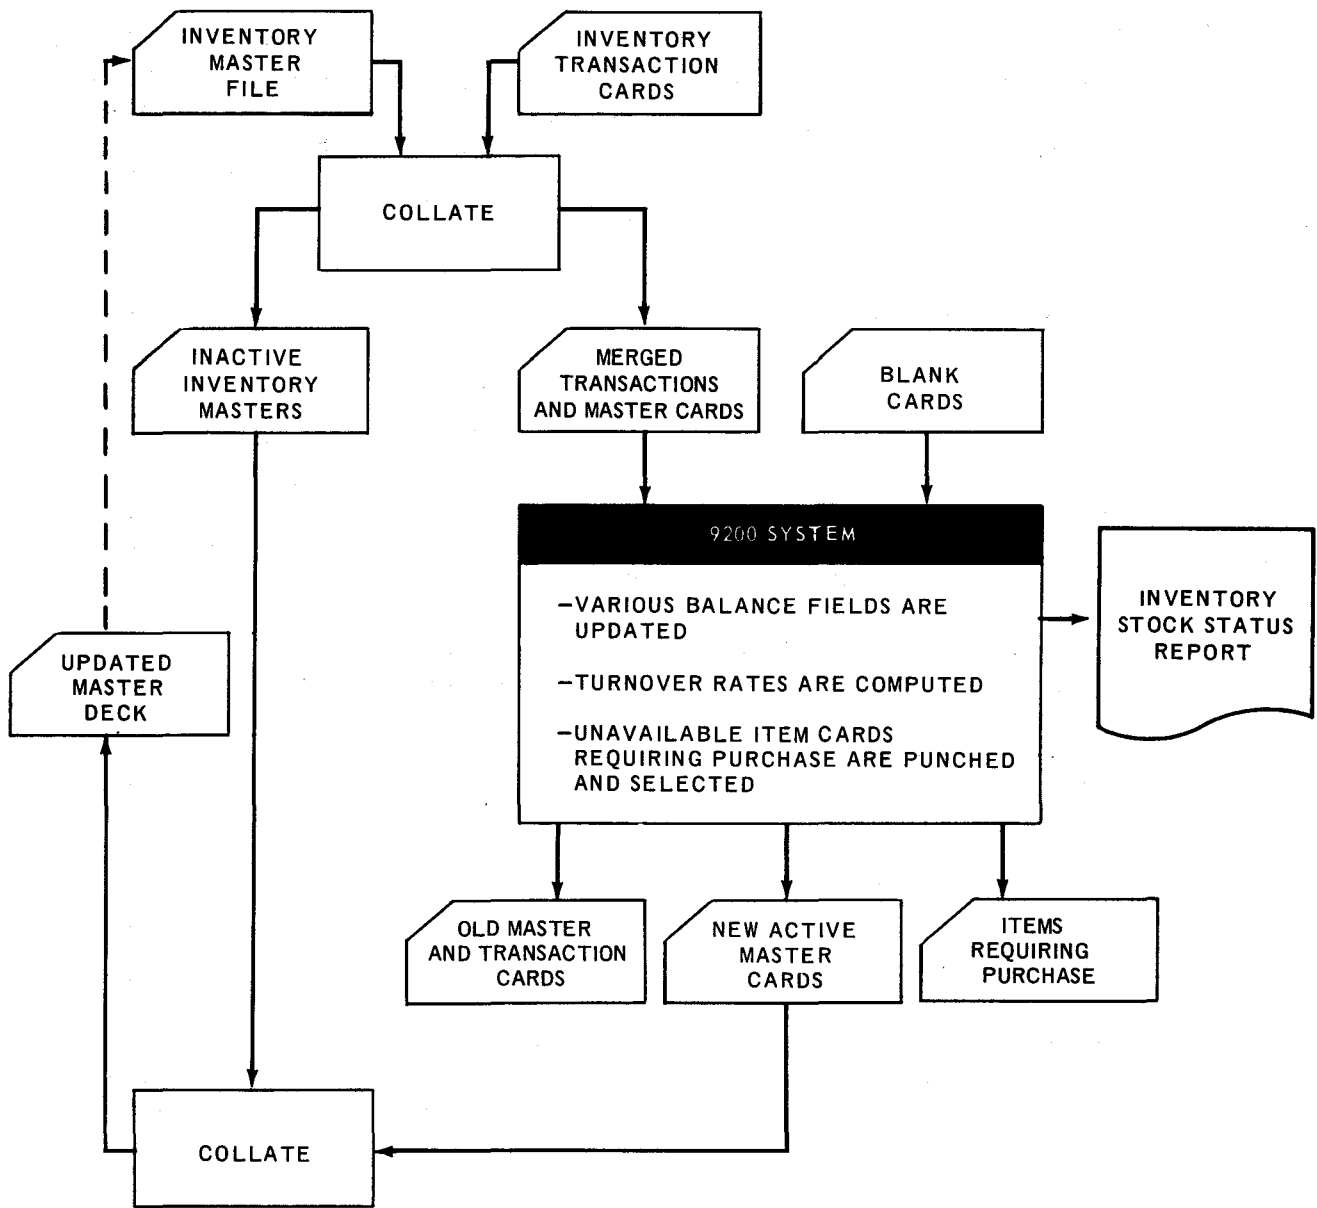 INVENTORY
MASTER
FILE
INVENTORY
TRANSACTION
CARDS
COLLATE
INACTIVE
INVENTORY
MASTERS
MERGED
TRANSACTIONS
AND MASTER CARDS
BLANK
CARDS
9200 SYSTEM
-VARIOUS BALANCE FIELDS ARE
UPDATED
-TURNOVER RATES ARE COMPUTED
-UNAVAILABLE ITEM CARDS
REQUIRING PURCHASE ARE PUNCHED
AND SELECTED
INVENTORY
STOCK STATUS
REPORT
UPDATED
MASTER
DECK
OLD MASTER
AND TRANSACTION
CARDS
NEW ACTIVE
MASTER
CARDS
ITEMS
REQUIRING
PURCHASE
COLLATE